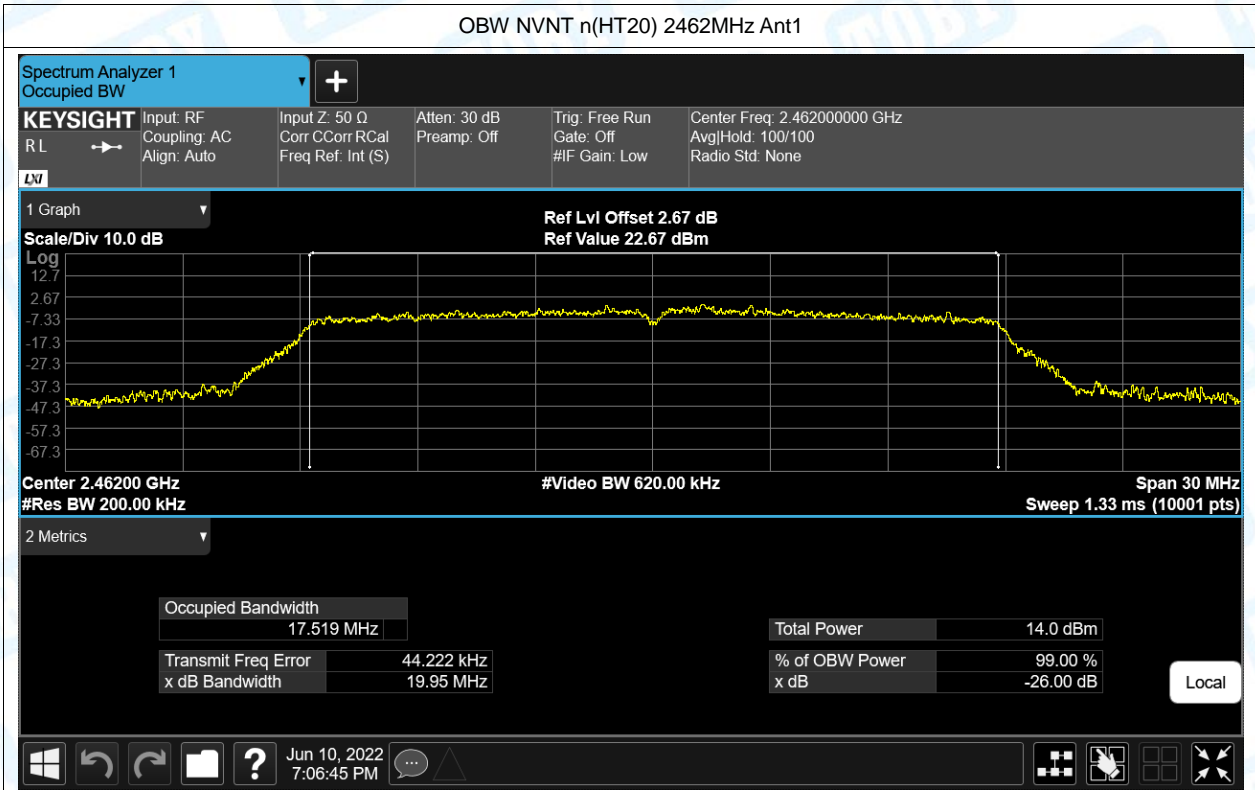 OBW NVNT n(HT20) 2462MHz Ant1
Spectrum Analyzer 1
Occupied BW
KEYSIGHT
R L
LXI
Input: RF
Coupling: AC
Align: Auto
Input Z: 50 Ω
Corr CCorr RCal
Freq Ref: Int (S)
Atten: 30 dB
Preamp: Off
Trig: Free Run
Gate: Off
#IF Gain: Low
Center Freq: 2.462000000 GHz
Avg|Hold: 100/100
Radio Std: None
1 Graph
Scale/Div 10.0 dB
Ref Lvl Offset 2.67 dB
Ref Value 22.67 dBm
Log
12.7
2.67
-7.33
-17.3
-27.3
-37.3
-47.3
-57.3
-67.3
Center 2.46200 GHz
#Res BW 200.00 kHz
#Video BW 620.00 kHz
Span 30 MHz
Sweep 1.33 ms (10001 pts)
2 Metrics
Occupied Bandwidth
17.519 MHz
Transmit Freq Error 44.222 kHz
x dB Bandwidth 19.95 MHz
Total Power 14.0 dBm
% of OBW Power 99.00 %
x dB -26.00 dB
Local
Jun 10, 2022
7:06:45 PM